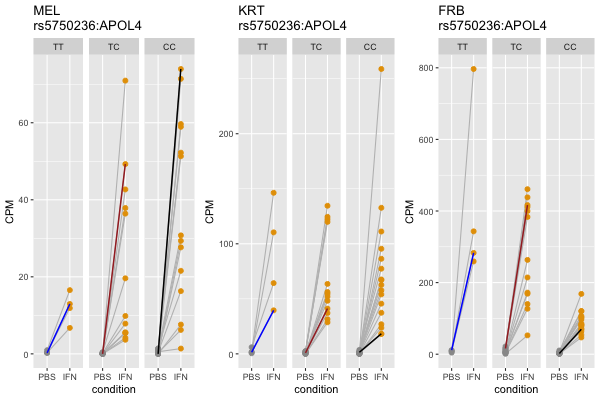 MEL
rs5750236:APOL4
TT TC CC
CPM
60
40
20
0
PBS IFN PBS IFN PBS IFN
condition
KRT
rs5750236:APOL4
TT TC CC
CPM
200
100
0
PBS IFN PBS IFN PBS IFN
condition
FRB
rs5750236:APOL4
TT TC CC
CPM
800
600
400
200
0
PBS IFN PBS IFN PBS IFN
condition